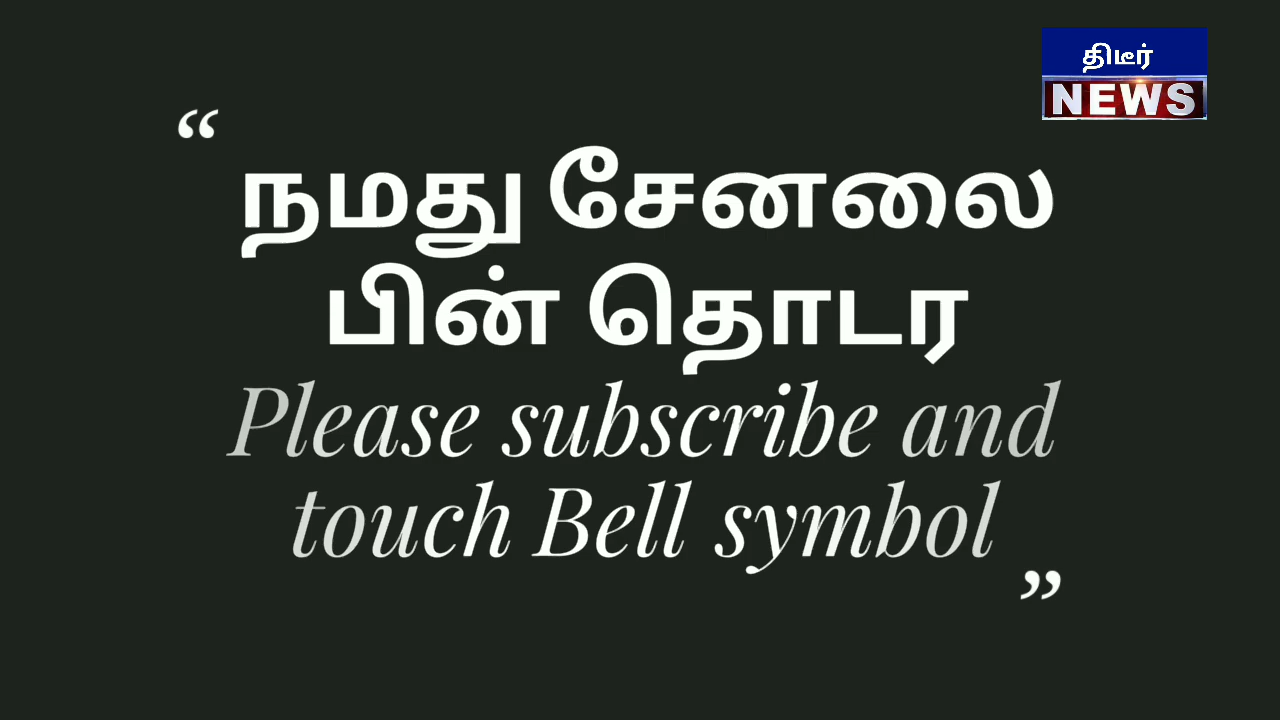 திடீர்
NEWS
“
நமது சேனலை
பின் தொடர
Please subscribe and
touch Bell symbol
”